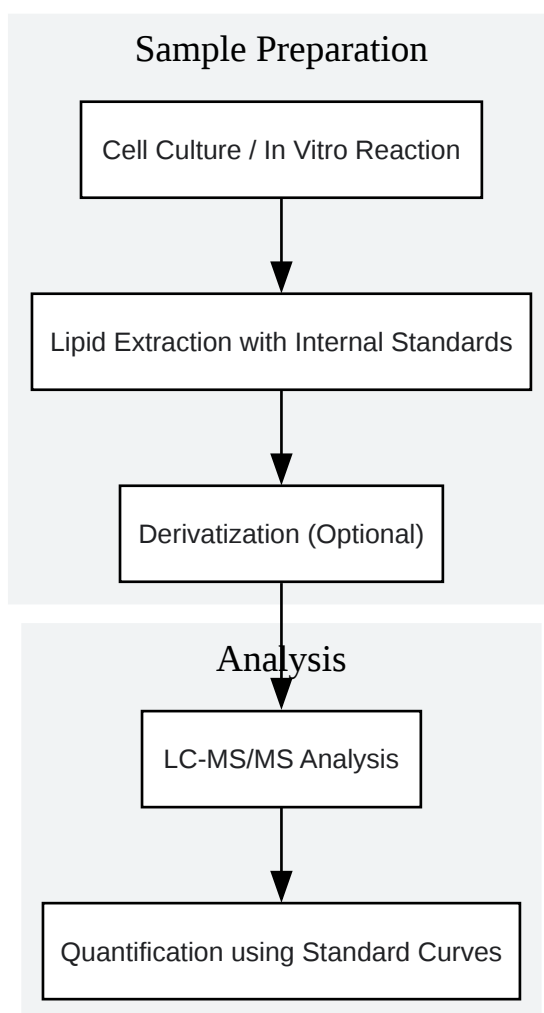 Sample Preparation
Cell Culture / In Vitro Reaction
Lipid Extraction with Internal Standards
Derivatization (Optional)
Analysis
LC-MS/MS Analysis
Quantification using Standard Curves